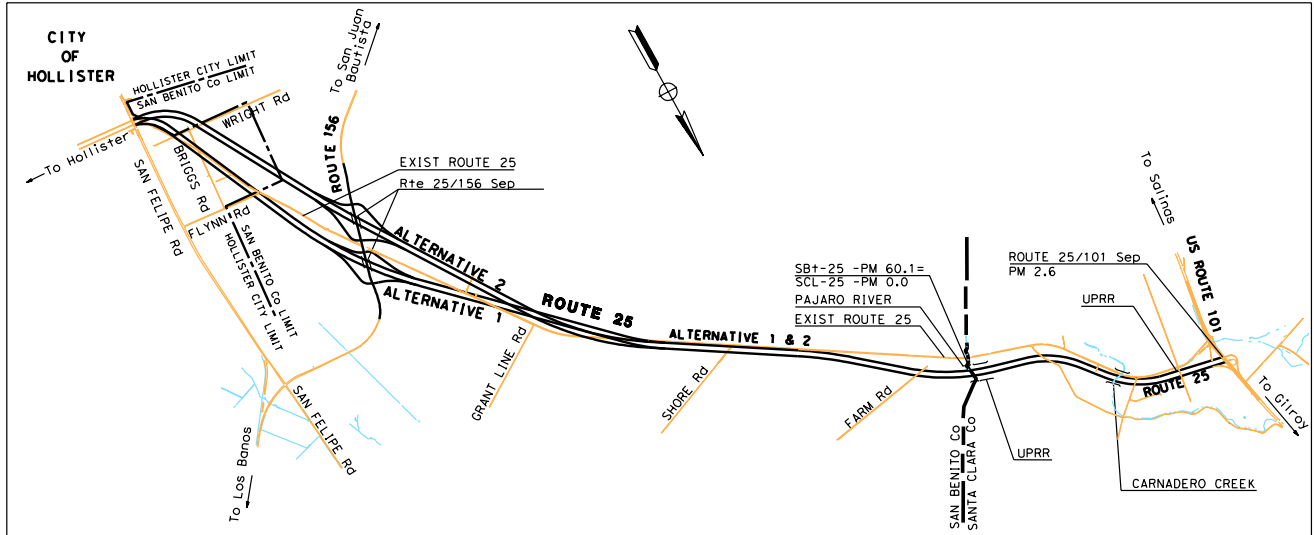 CITY
OF
HOLLISTER
HOLLISTER CITY LIMIT
SAN BENITO Co LIMIT
WRIGHT Rd
To Hollister
BRIGGS Rd
SAN FELIPE Rd
FLYNN Rd
SAN BENITO Co LIMIT
HOLLISTER CITY LIMIT
To San Juan
Bautista
ROUTE 156
EXIST ROUTE 25
Rte 25/156 Sep
ALTERNATIVE 2
ALTERNATIVE 1
ROUTE 25
SAN FELIPE Rd
To Los Banos
GRANT LINE Rd
ALTERNATIVE 1 & 2
SHORE Rd
FARM Rd
SBt-25 -PM 60.1=
SCL-25 -PM 0.0
PAJARO RIVER
EXIST ROUTE 25
SAN BENITO Co
SANTA CLARA Co
UPRR
To Salinas
US ROUTE 101
ROUTE 25/101 Sep
PM 2.6
UPRR
ROUTE 25
To Gilroy
CARNADERO CREEK